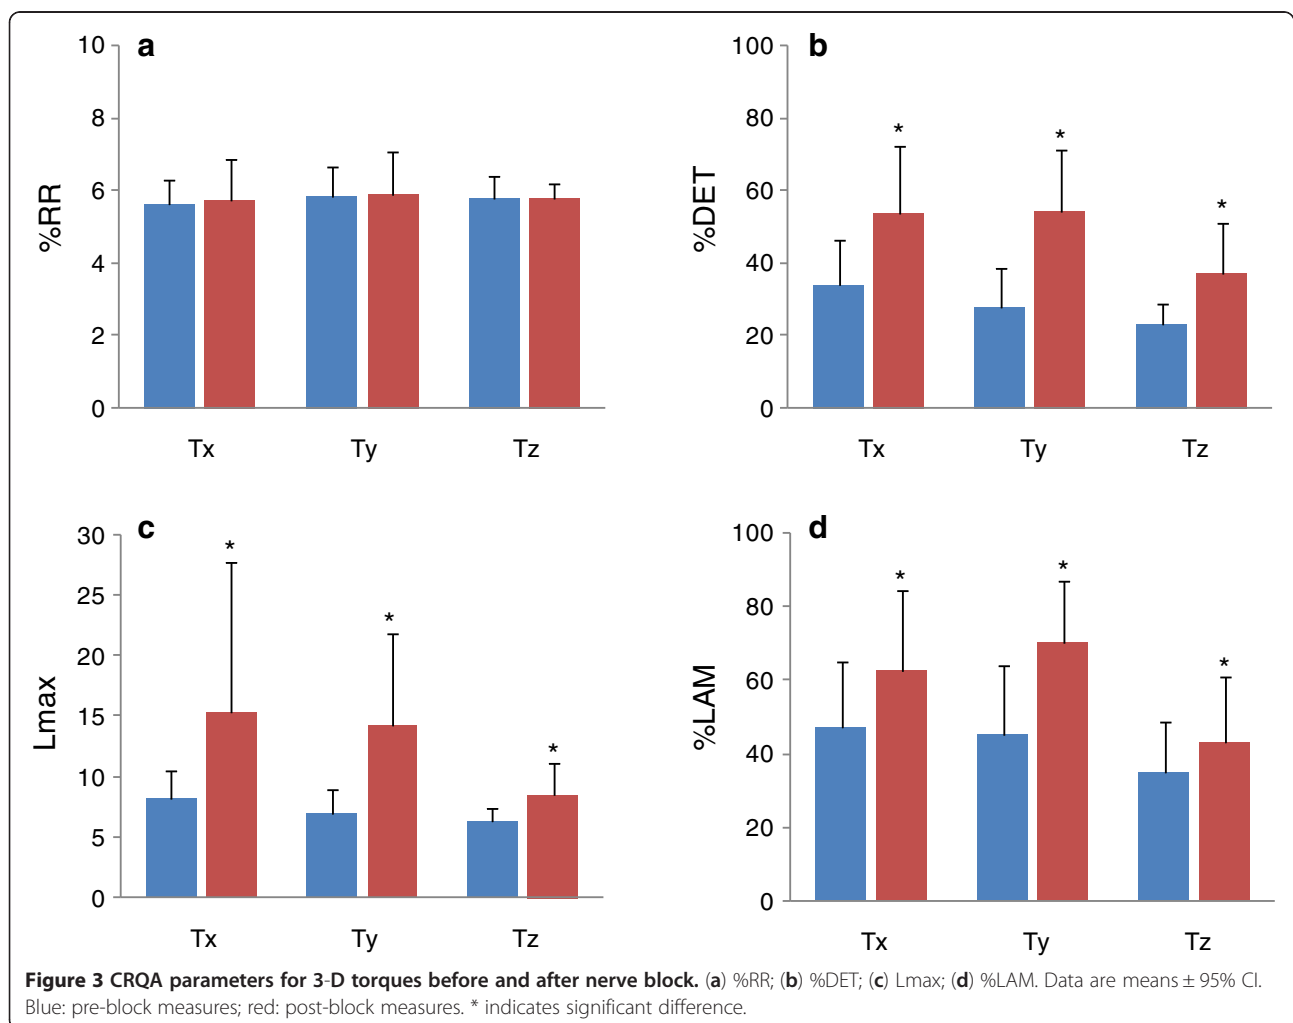 a
10
8
6
4
2
0
%RR
Tx Ty Tz
b
100
80
60
40
20
0
%DET
* * *
Tx Ty Tz
c
30
25
20
15
10
5
0
Lmax
* * *
Tx Ty Tz
d
100
80
60
40
20
0
%LAM
* * *
Tx Ty Tz
Figure 3 CRQA parameters for 3-D torques before and after nerve block. (a) %RR; (b) %DET; (c) Lmax; (d) %LAM. Data are means ± 95% CI.
Blue: pre-block measures; red: post-block measures. * indicates significant difference.